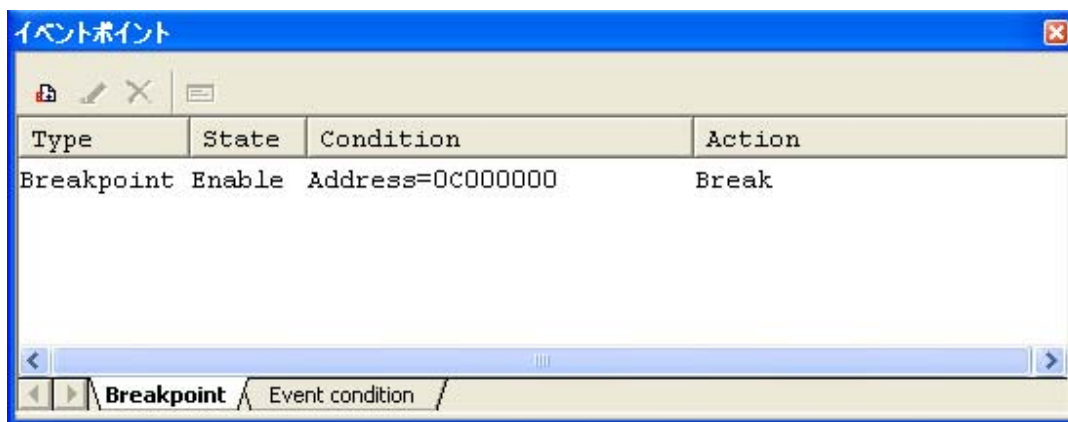 イベントポイント
Type State Condition Action
Breakpoint Enable Address=0C000000 Break
Breakpoint Event condition